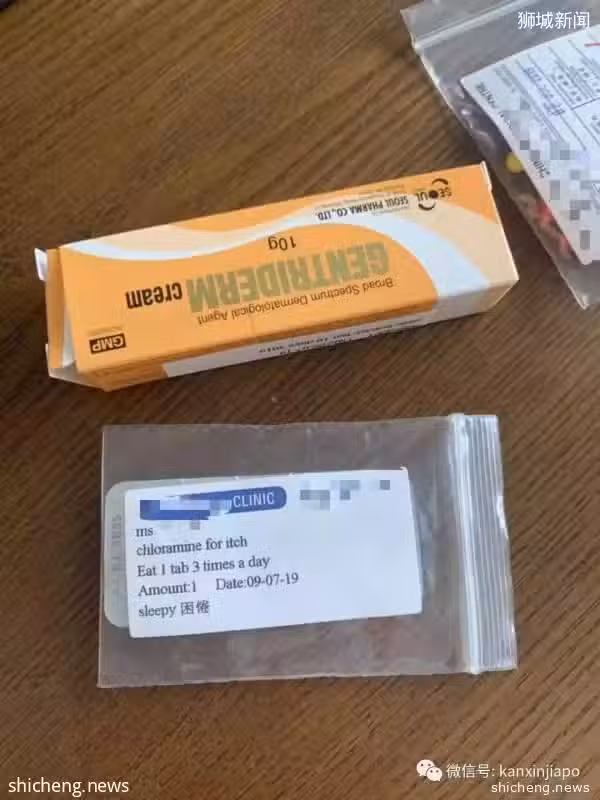 狮城新闻
SEOUL
SEOUL PHARMA CO., LTD.
10g
GENTRIDERM cream
Broad Spectrum Dermatological Agent
GMP
CLINIC
ms
chloramine for itch
Eat 1 tab 3 times a day
Amount:1 Date:09-07-19
sleepy 困倦
微信号: kanxinjiapo
shicheng.news
shicheng.news